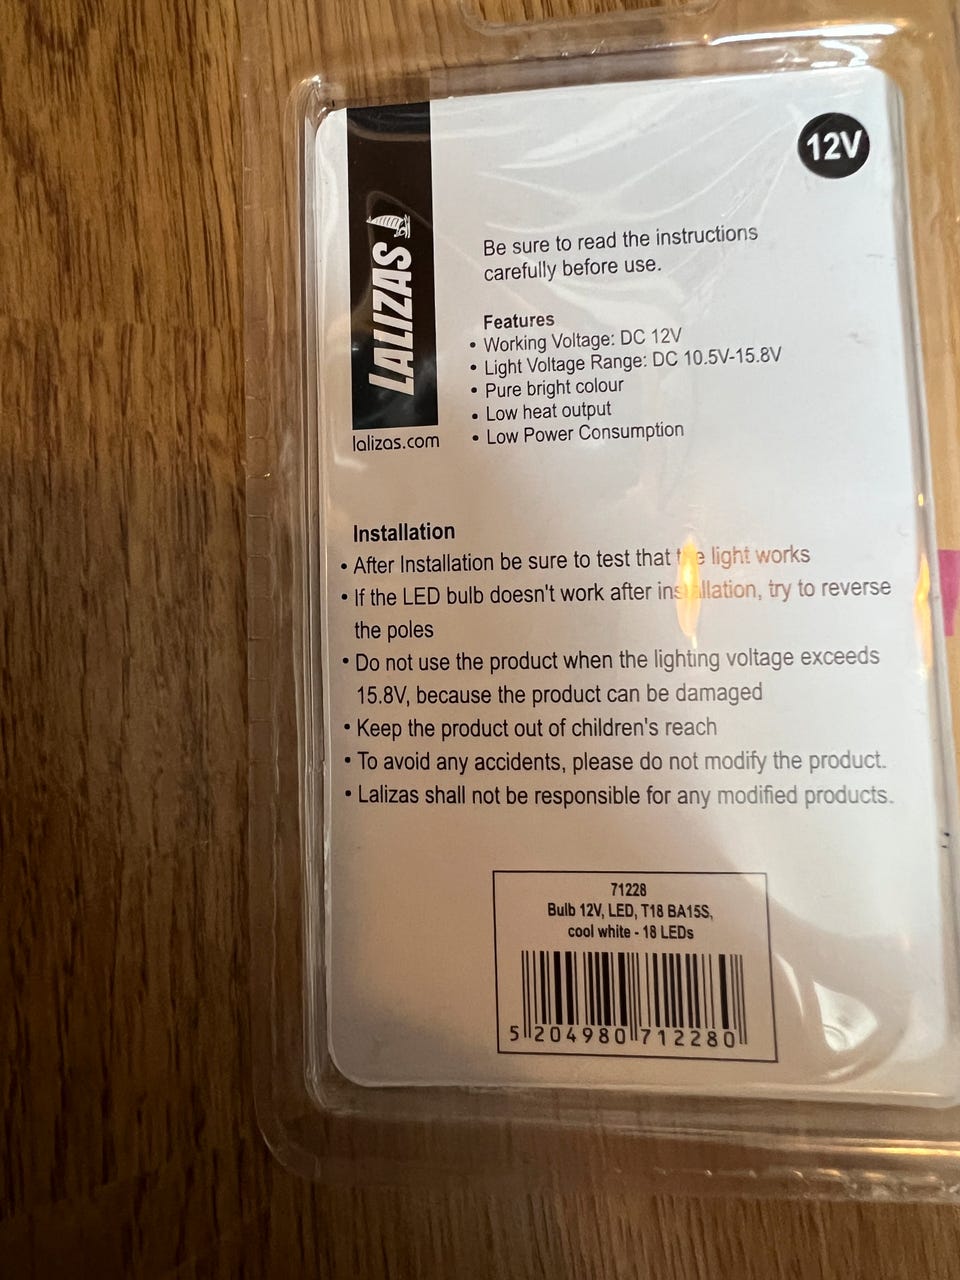 12V
LALIZAS
lalizas.com
Be sure to read the instructions
carefully before use.
Features
• Working Voltage: DC 12V
• Light Voltage Range: DC 10.5V-15.8V
• Pure bright colour
• Low heat output
• Low Power Consumption
Installation
• After Installation be sure to test that the light works
• If the LED bulb doesn't work after installation, try to reverse
the poles
• Do not use the product when the lighting voltage exceeds
15.8V, because the product can be damaged
• Keep the product out of children's reach
• To avoid any accidents, please do not modify the product.
• Lalizas shall not be responsible for any modified products.
71228
Bulb 12V, LED, T18 BA15S,
cool white - 18 LEDs
5 204980 712280